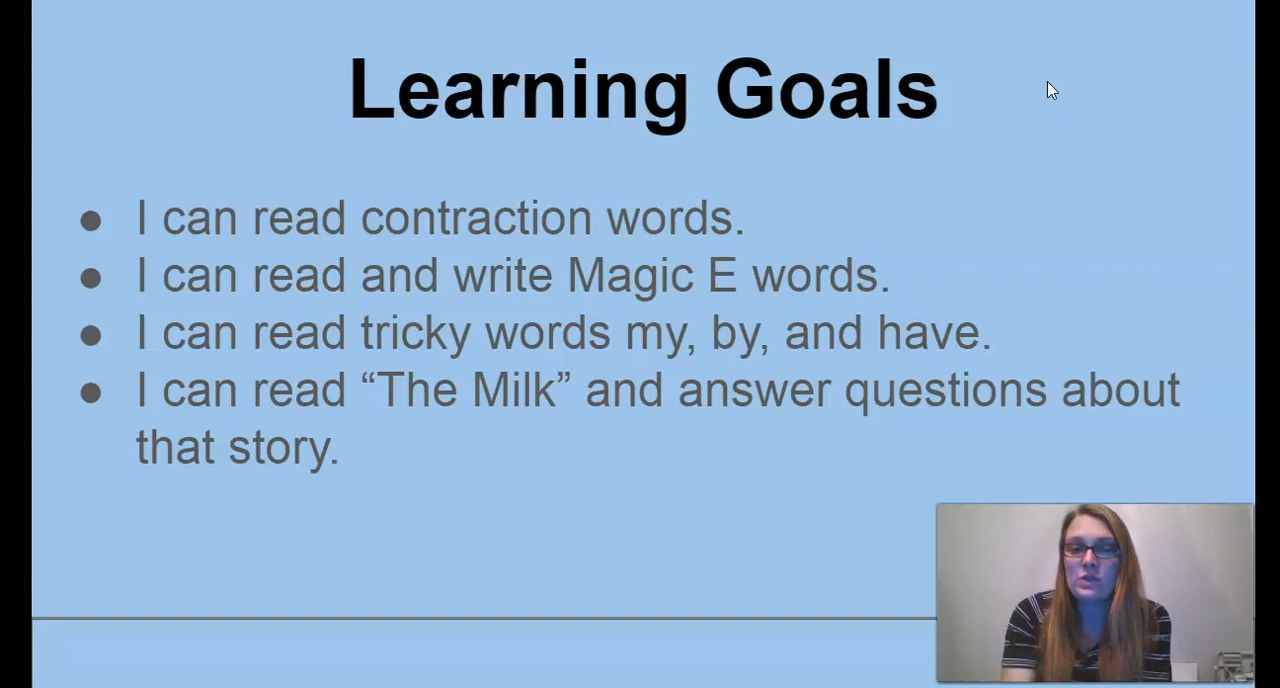 Learning Goals
● I can read contraction words.
● I can read and write Magic E words.
● I can read tricky words my, by, and have.
● I can read “The Milk” and answer questions about
that story.